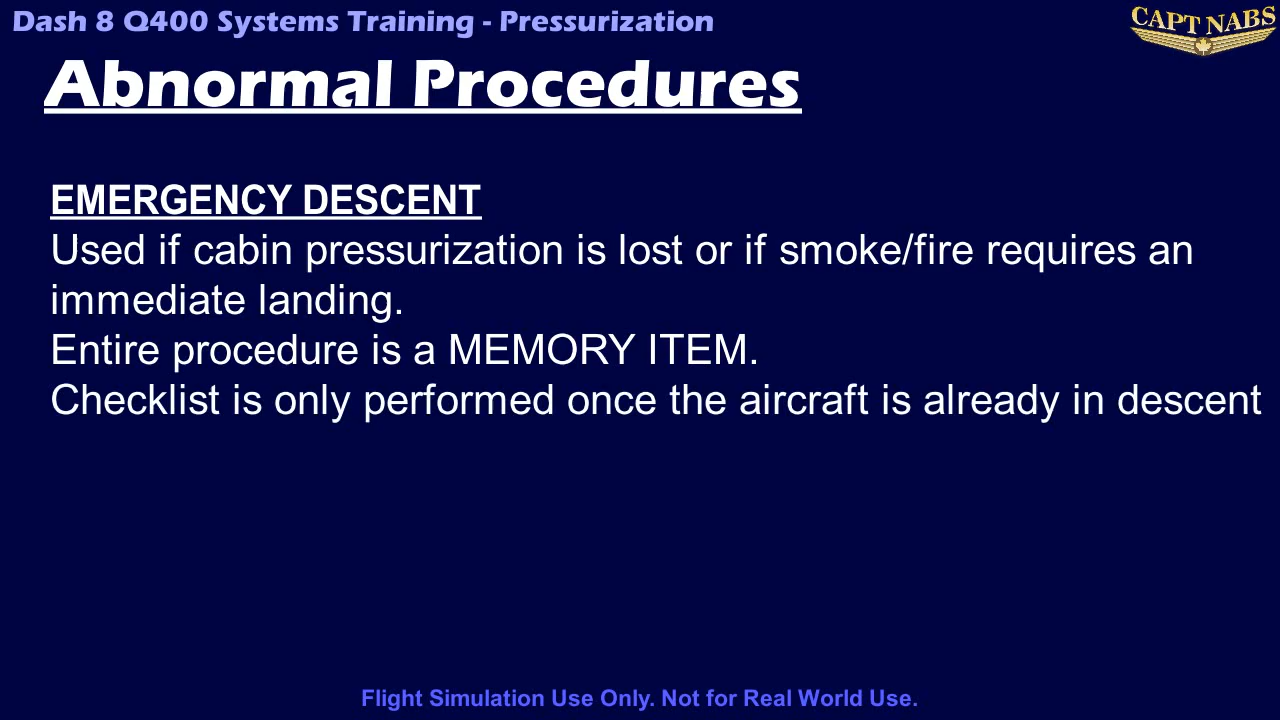 Dash 8 Q400 Systems Training - Pressurization
CAPT NABS
Abnormal Procedures
EMERGENCY DESCENT
Used if cabin pressurization is lost or if smoke/fire requires an
immediate landing.
Entire procedure is a MEMORY ITEM.
Checklist is only performed once the aircraft is already in descent
Flight Simulation Use Only. Not for Real World Use.